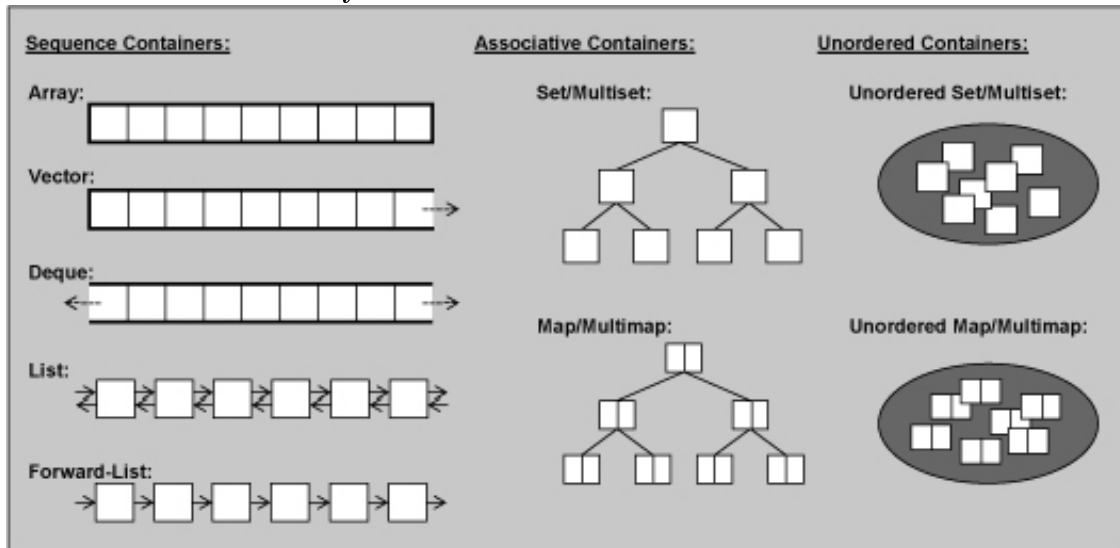 Sequence Containers:
Associative Containers:
Unordered Containers:
Array:
Set/Multiset:
Unordered Set/Multiset:
Vector:
Deque:
Map/Multimap:
Unordered Map/Multimap:
List:
Forward-List: